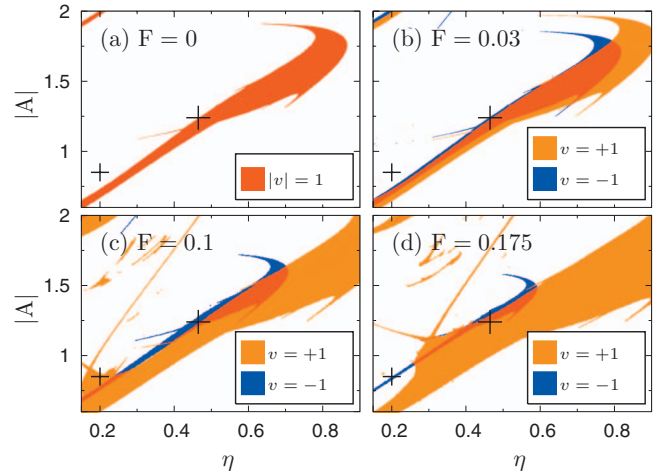 2
(a) F = 0
(b) F = 0.03
|A|
1.5
1
|v| = 1
v = +1
v = −1
2
(c) F = 0.1
(d) F = 0.175
|A|
1.5
1
v = +1
v = −1
v = +1
v = −1
0.2 0.4 0.6 0.8
0.2 0.4 0.6 0.8
η
η